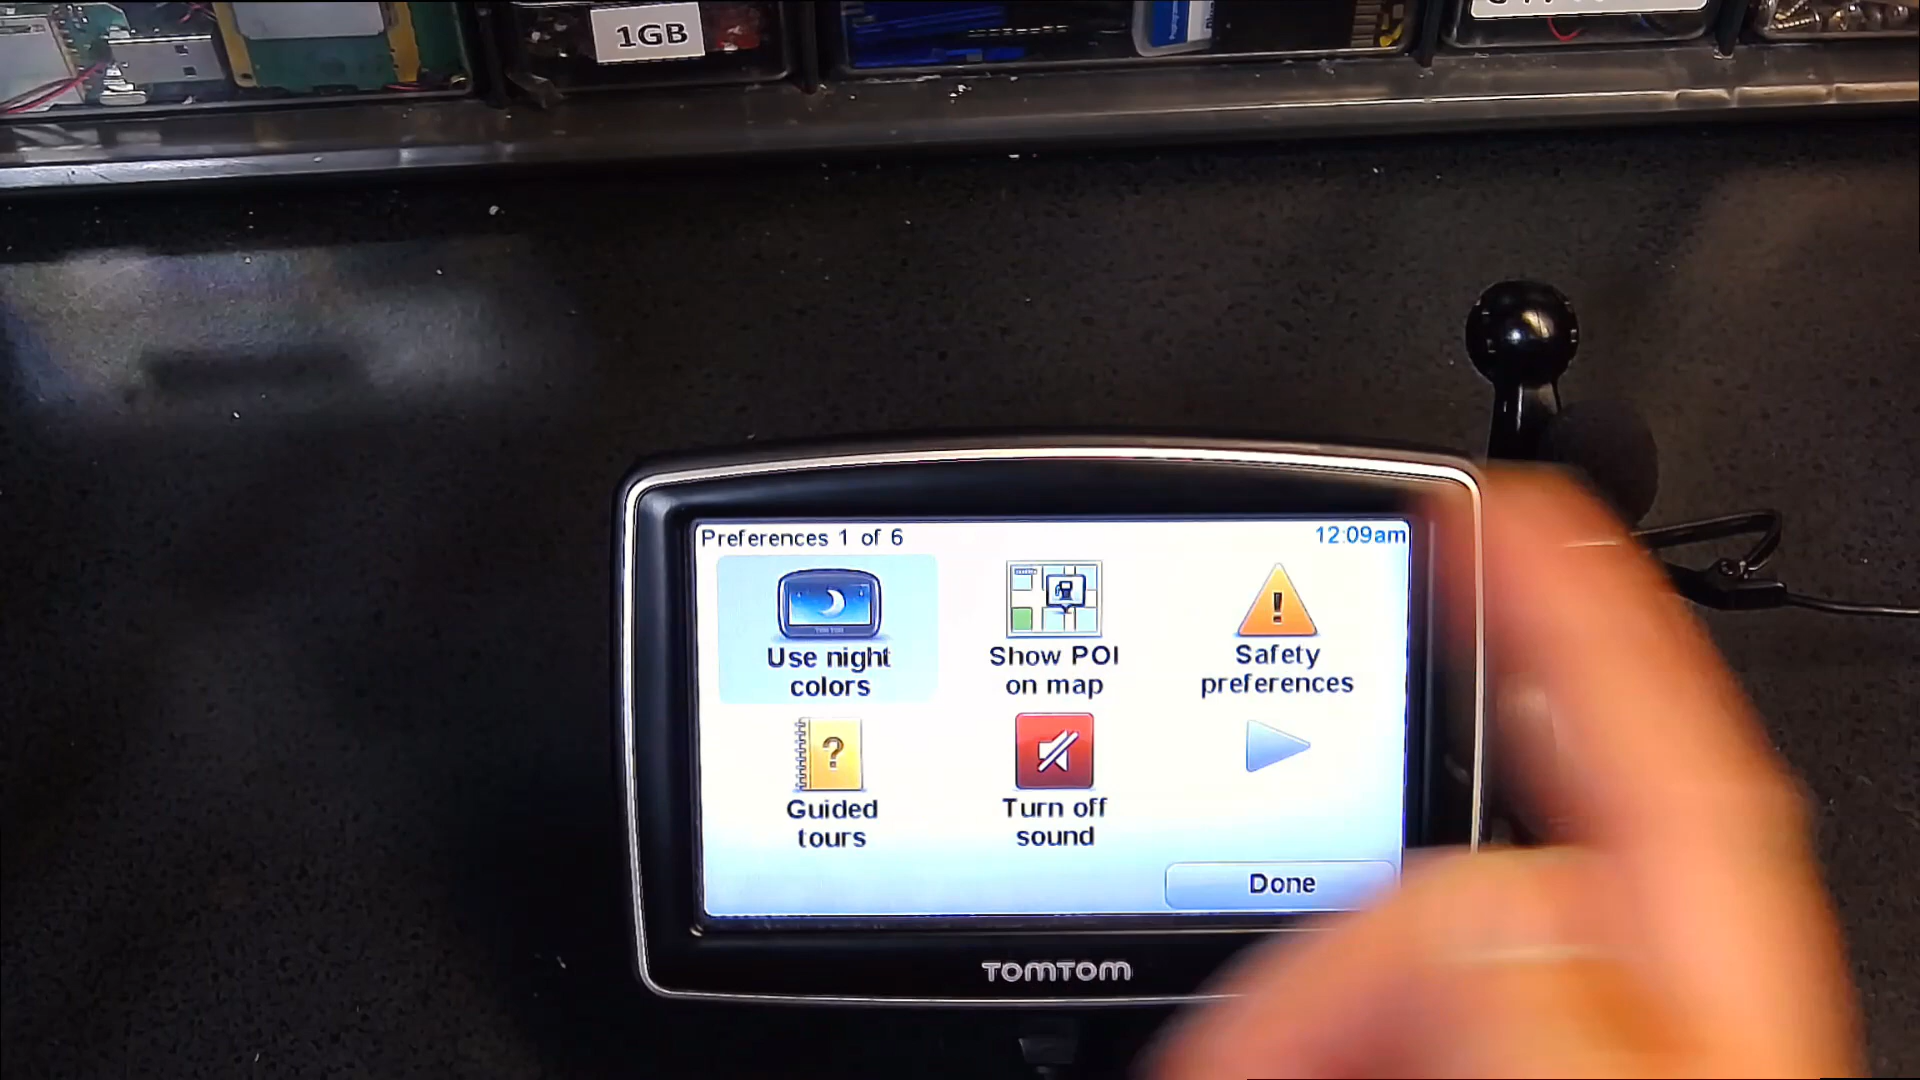 1GB
Preferences 1 of 6
12:09am
Use night
colors
Show POI
on map
Safety
preferences
Guided
tours
Turn off
sound
Done
TOMTOM